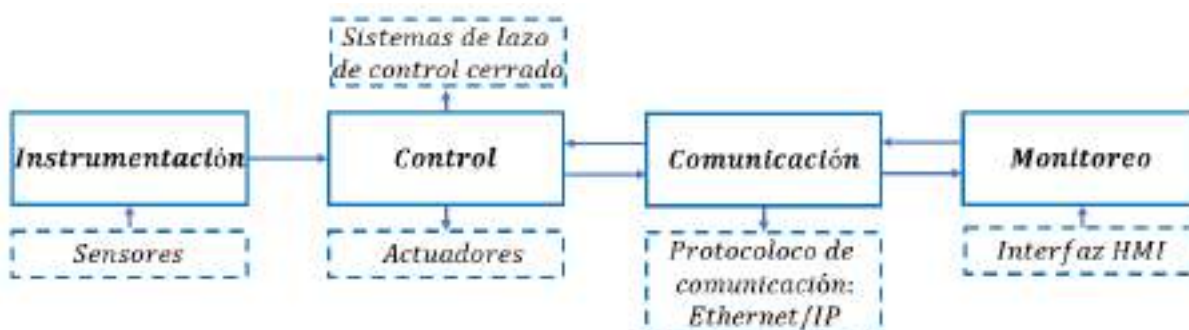 Sistemas de lazo
de control cerrado
Instrumentación
Control
Comunicación
Monitoreo
Sensores
Actuadores
Protocoloco de
comunicación:
Ethernet/IP
Interfaz HMI